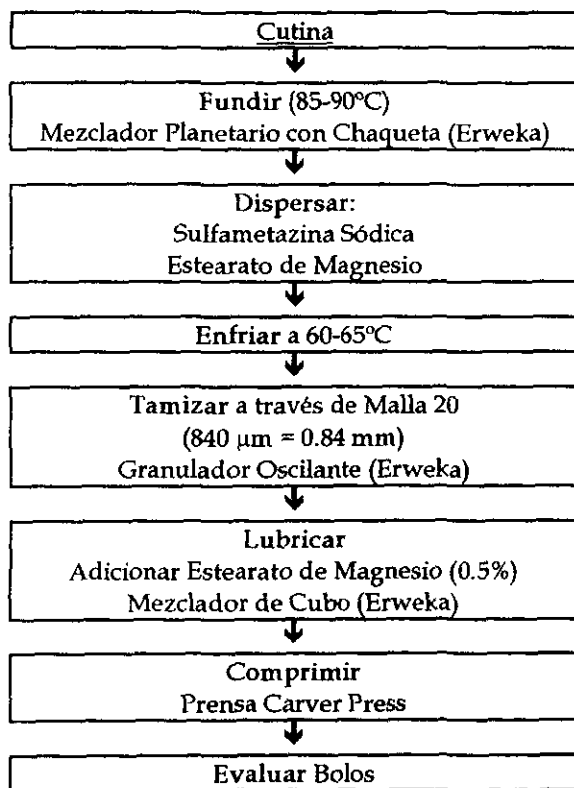 Cutina
Fundir (85-90ºC)
Mezclador Planetario con Chaqueta (Erweka)
Dispersar:
Sulfametazina Sódica
Estearato de Magnesio
Enfriar a 60-65ºC
Tamizar a través de Malla 20
(840 µm = 0.84 mm)
Granulador Oscilante (Erweka)
Lubricar
Adicionar Estearato de Magnesio (0.5%)
Mezclador de Cubo (Erweka)
Comprimir
Prensa Carver Press
Evaluar Bolos